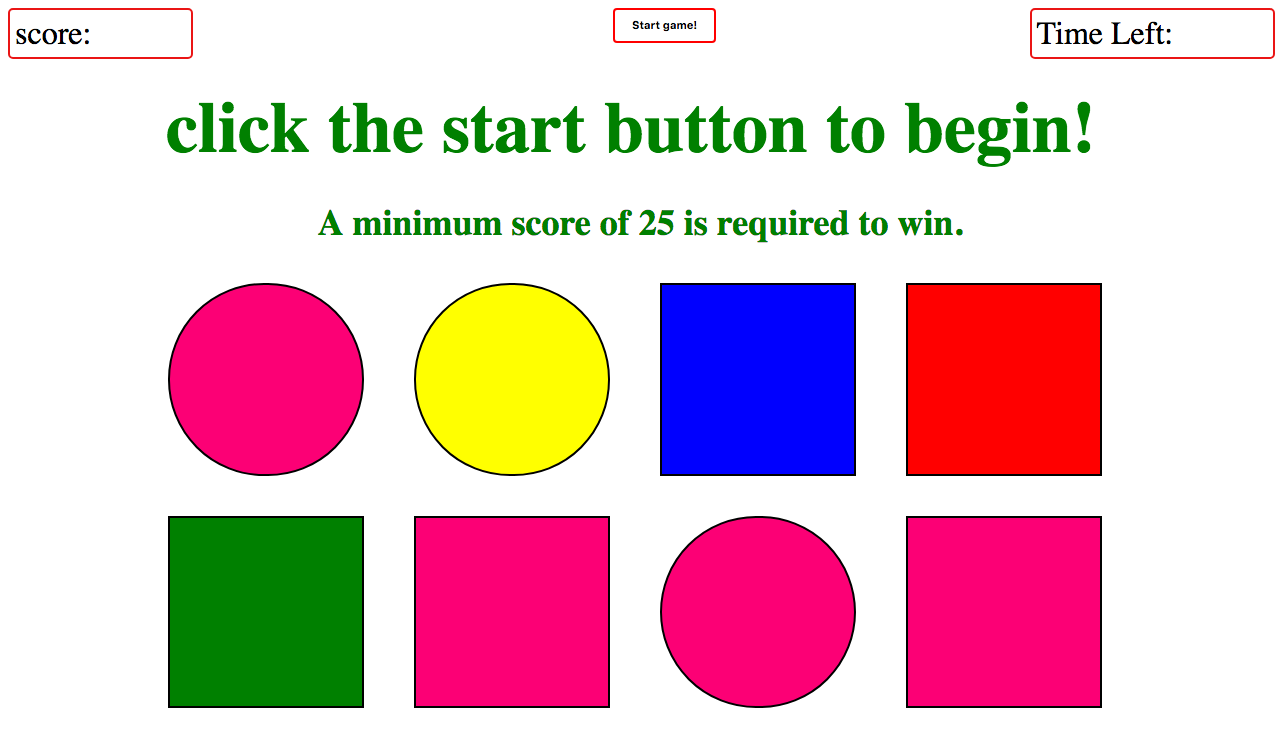 score:
Start game!
Time Left:
click the start button to begin!
A minimum score of 25 is required to win.